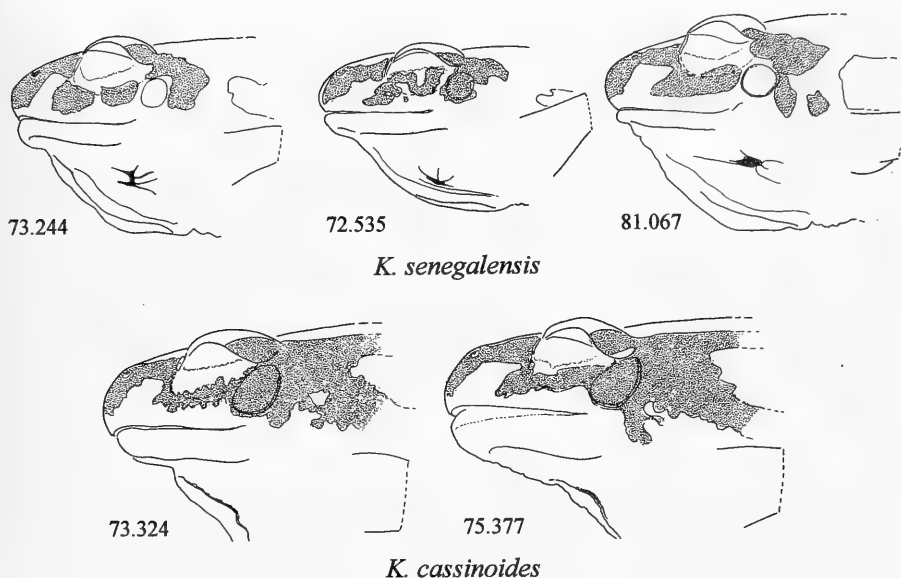 73.244 72.535 81.067
K. senegalensis
73.324 75.377
K. cassinoides